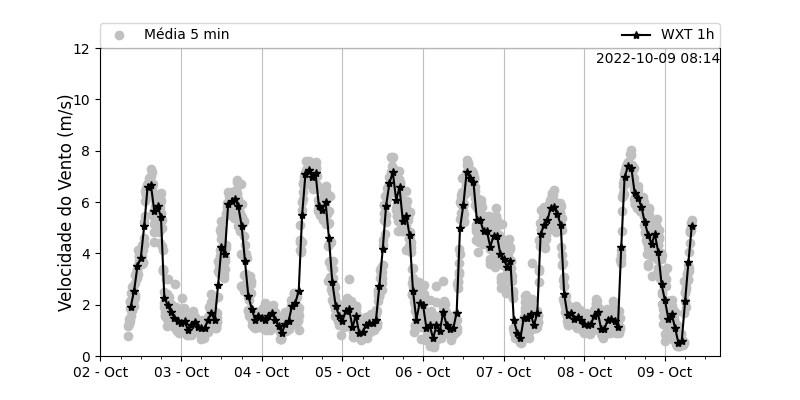 Média 5 min
WXT 1h
2022-10-09 08:14
Velocidade do Vento (m/s)
12
10
8
6
4
2
0
02 - Oct
03 - Oct
04 - Oct
05 - Oct
06 - Oct
07 - Oct
08 - Oct
09 - Oct